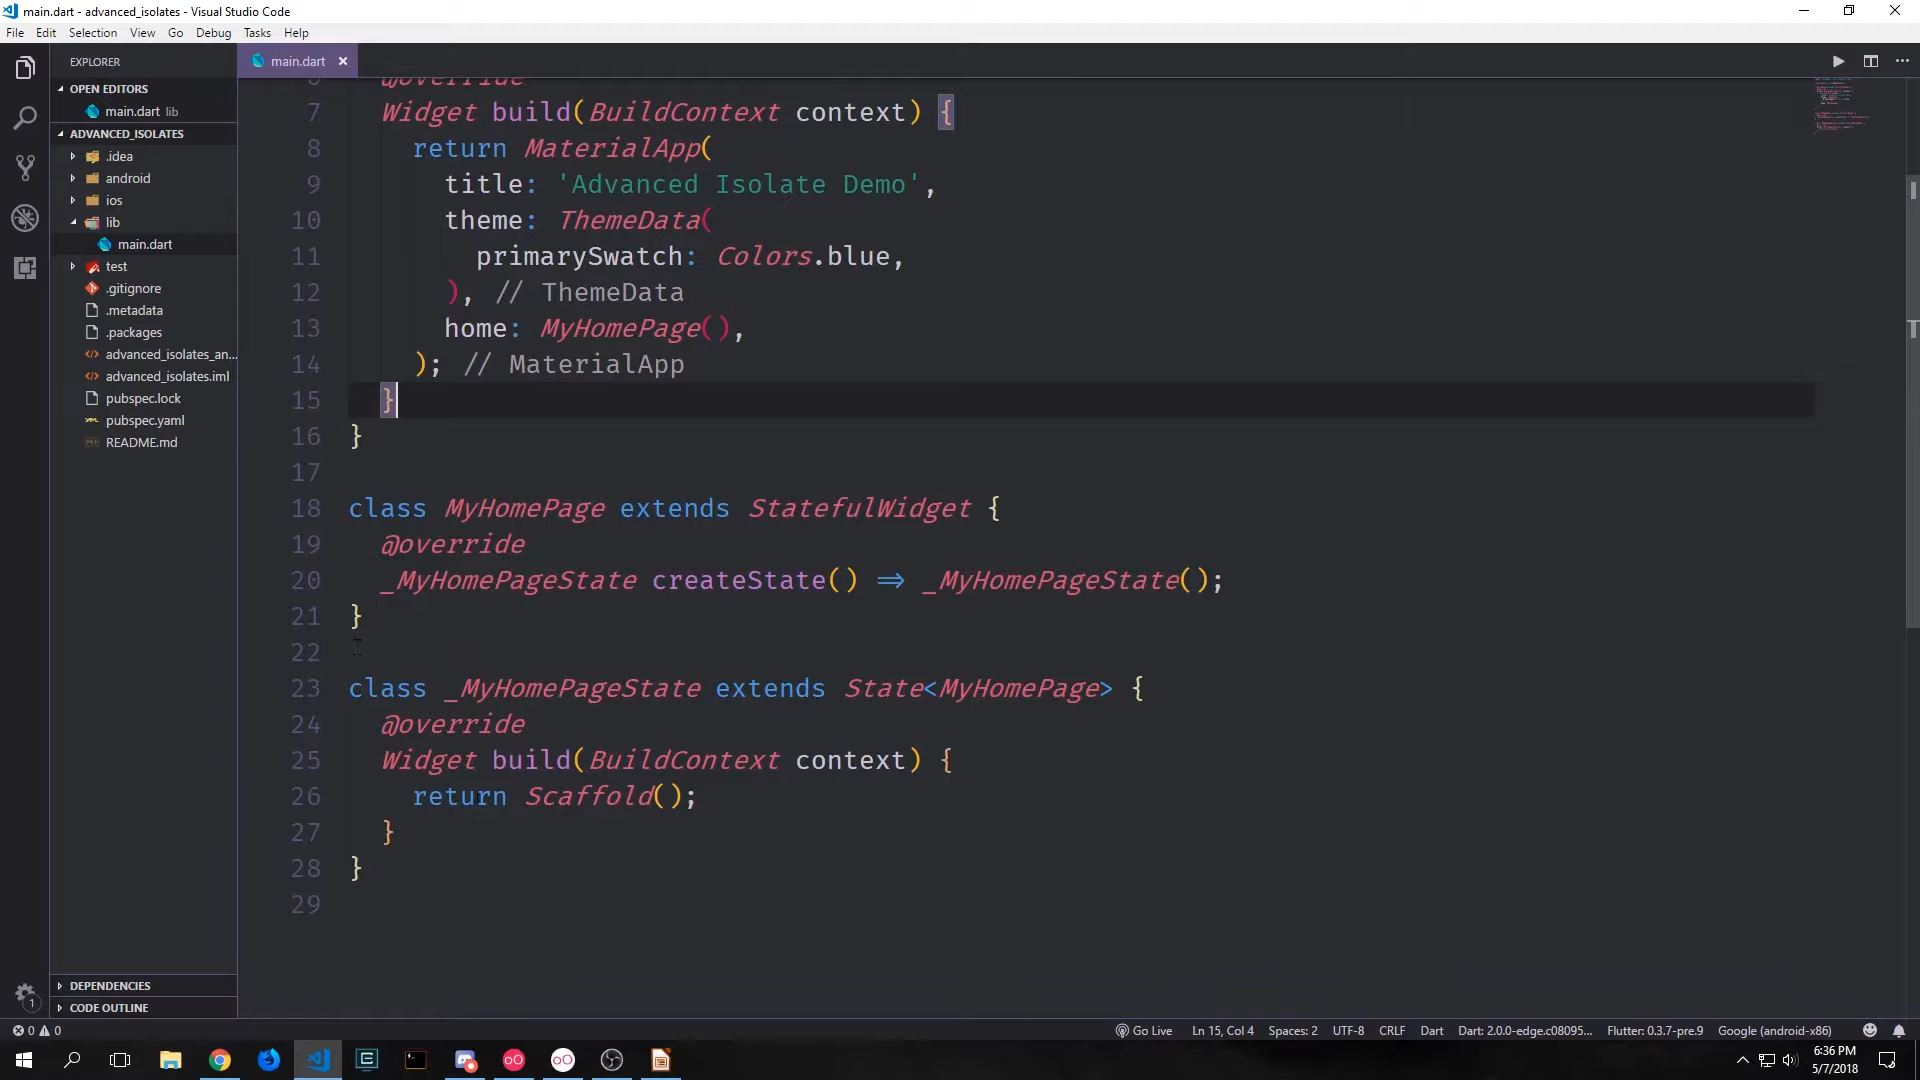 main.dart - advanced_isolates - Visual Studio Code
File Edit Selection View Go Debug Tasks Help
EXPLORER
OPEN EDITORS
main.dart lib
ADVANCED_ISOLATES
.idea
android
ios
lib
main.dart
test
.gitignore
.metadata
.packages
advanced_isolates_an...
advanced_isolates.iml
pubspec.lock
pubspec.yaml
README.md
DEPENDENCIES
CODE OUTLINE
main.dart
6 @override
7 Widget build(BuildContext context) {
8 return MaterialApp(
9 title: 'Advanced Isolate Demo',
10 theme: ThemeData(
11 primarySwatch: Colors.blue,
12 ), // ThemeData
13 home: MyHomePage(),
14 ); // MaterialApp
15 }
16 }
17
18 class MyHomePage extends StatefulWidget {
19 @override
20 _MyHomePageState createState() => _MyHomePageState();
21 }
22
23 class _MyHomePageState extends State<MyHomePage> {
24 @override
25 Widget build(BuildContext context) {
26 return Scaffold();
27 }
28 }
29
1
0 0 Go Live Ln 15, Col 4 Spaces: 2 UTF-8 CRLF Dart Dart: 2.0.0-edge.c08095... Flutter: 0.3.7-pre.9 Google (android-x86)
6:36 PM
5/7/2018